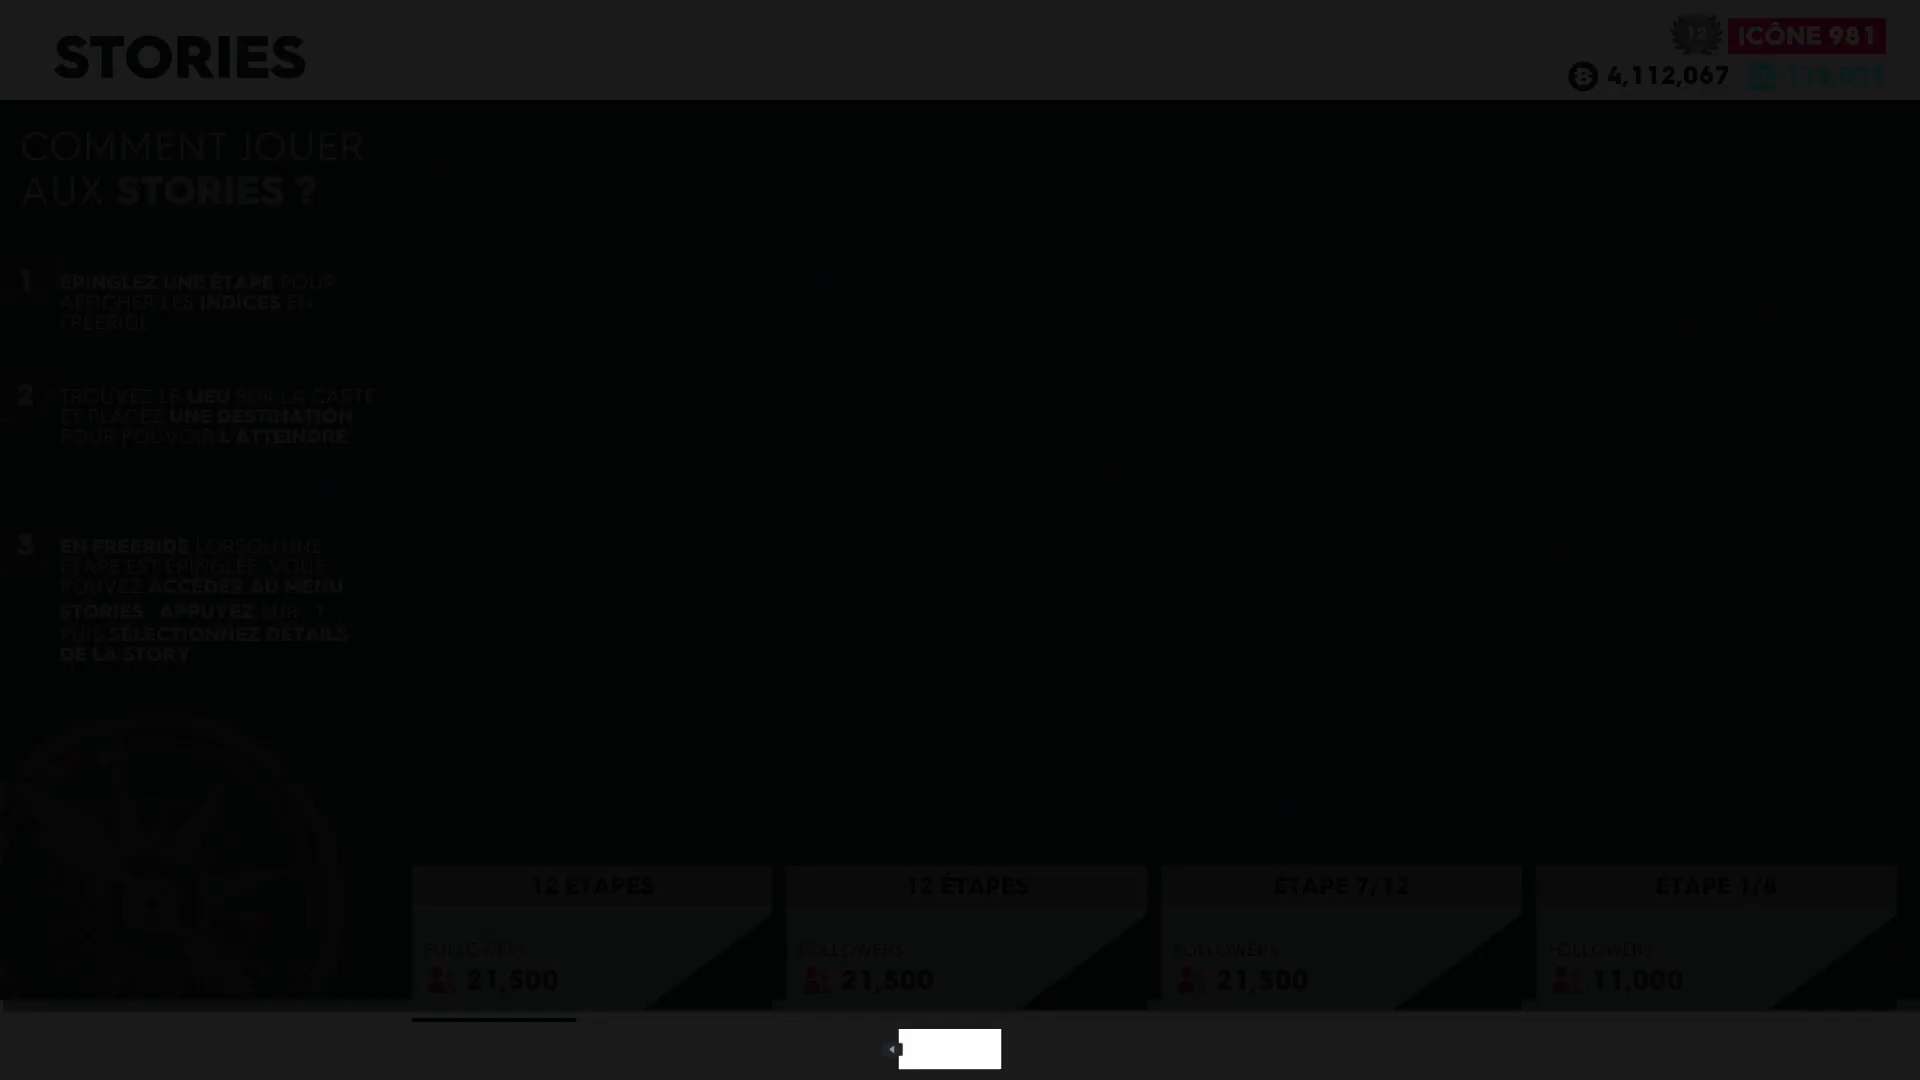 STORIES
12 ICÔNE 981
4,112,067
COMMENT JOUER
AUX STORIES ?
1 ÉPINGLEZ UNE ÉTAPE POUR
AFFICHER LES INDICES EN
FREERIDE
2 TROUVEZ LE LIEU SUR LA CARTE
ET PLACEZ UNE DESTINATION
POUR POUVOIR L'ATTEINDRE
3 EN FREERIDE LORSQU'UNE
ÉTAPE EST ÉPINGLÉE, VOUS
POUVEZ ACCÉDER AU MENU
STORIES APPUYEZ SUR
PUIS SÉLECTIONNEZ DÉTAILS
DE LA STORY
12 ÉTAPES
FOLLOWERS
21,500
12 ÉTAPES
FOLLOWERS
21,500
ÉTAPE 7/12
FOLLOWERS
21,500
ÉTAPE 1/6
FOLLOWERS
11,000